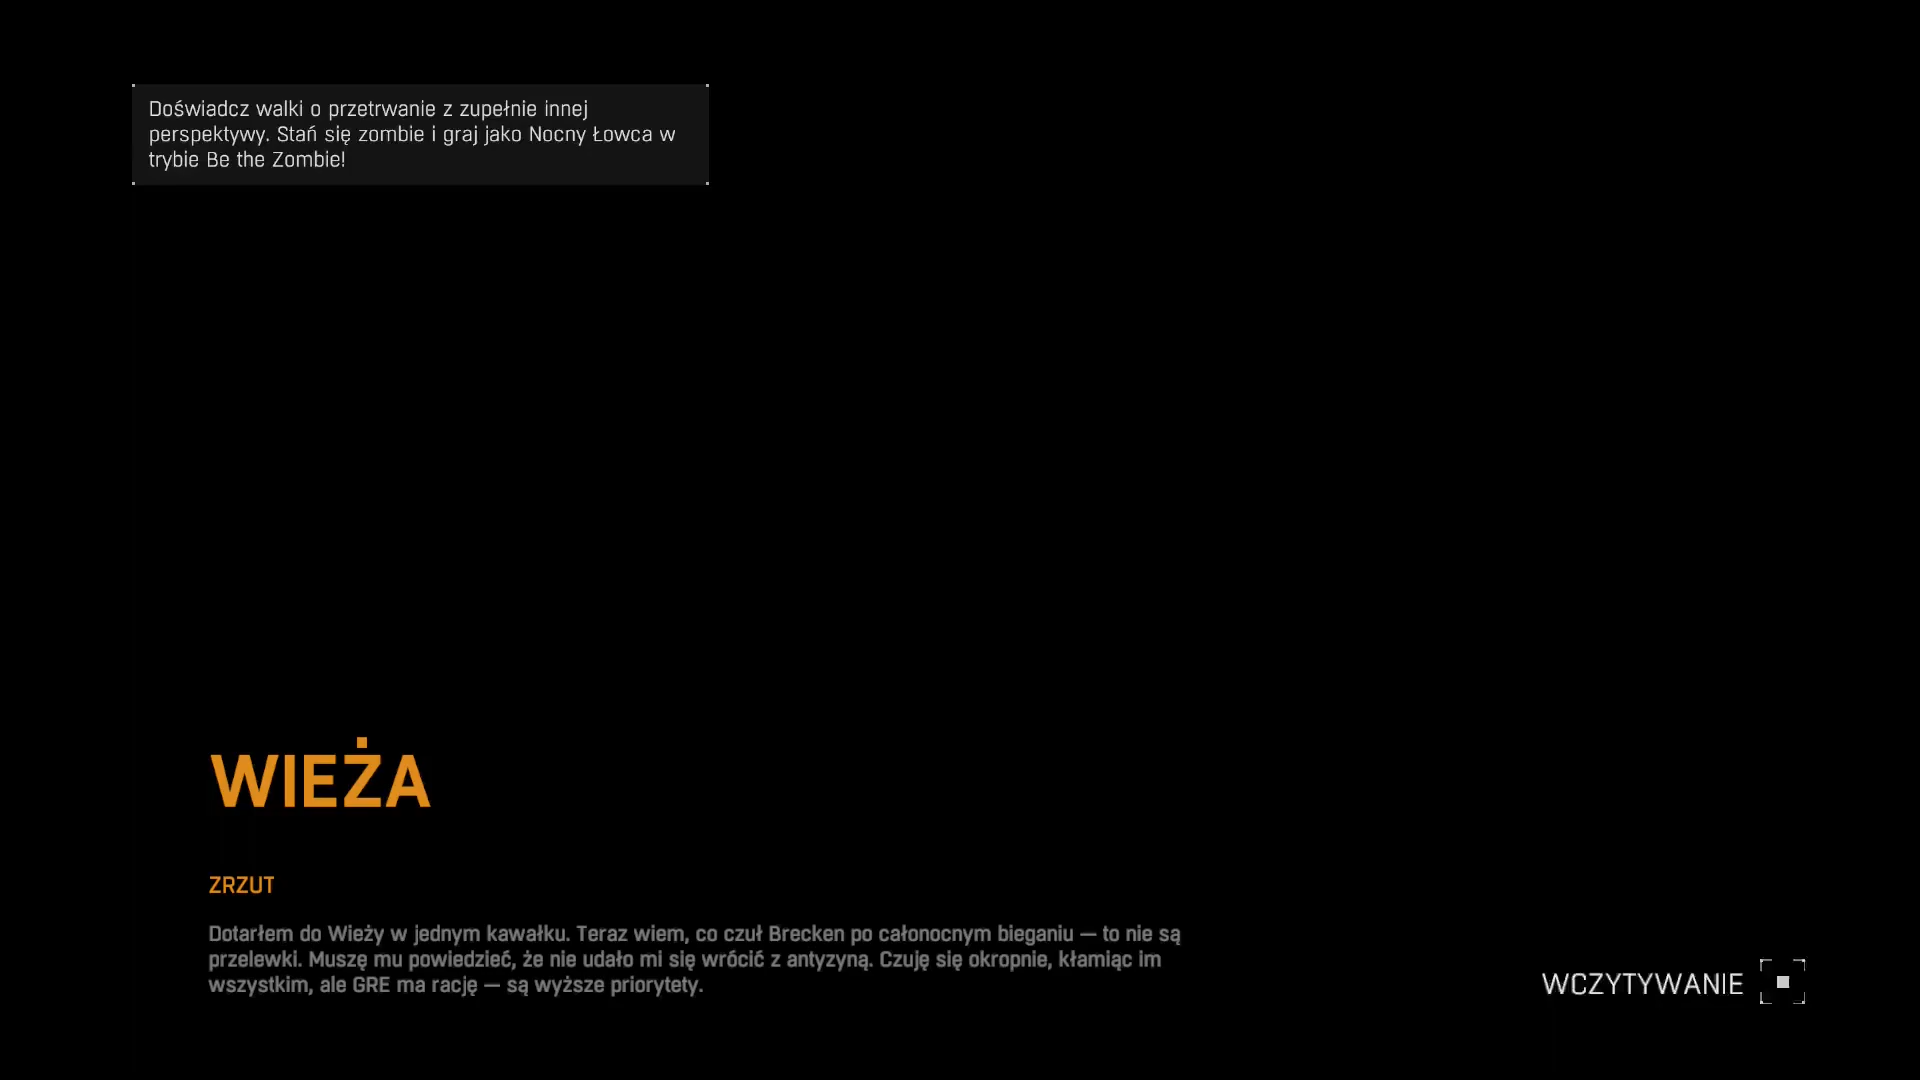 Doświadcz walki o przetrwanie z zupełnie innej
perspektywy. Stań się zombie i graj jako Nocny Łowca w
trybie Be the Zombie!
WIEŻA
ZRZUT
Dotarłem do Wieży w jednym kawałku. Teraz wiem, co czuł Brecken po całonocnym bieganiu — to nie są
przelewki. Muszę mu powiedzieć, że nie udało mi się wrócić z antyzyną. Czuję się okropnie, kłamiąc im
wszystkim, ale GRE ma rację — są wyższe priorytety.
WCZYTYWANIE